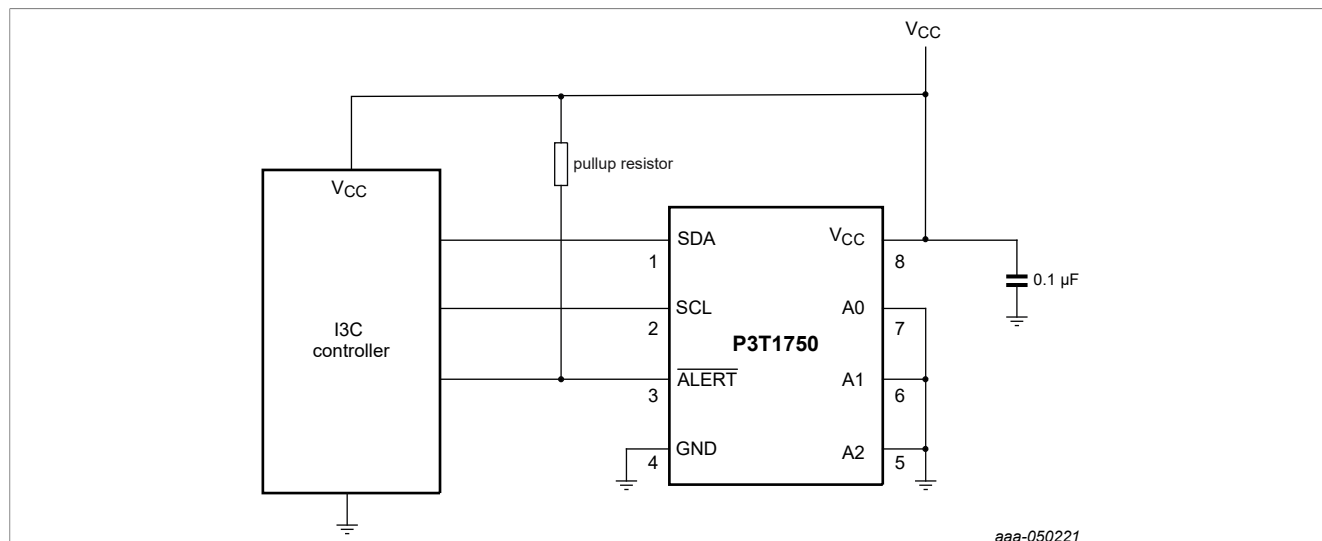 VCC
pullup resistor
VCC
I3C
controller
SDA
1
SCL
2
ALERT
3
GND
4
P3T1750
VCC
8
A0
7
A1
6
A2
5
0.1 µF
aaa-050221